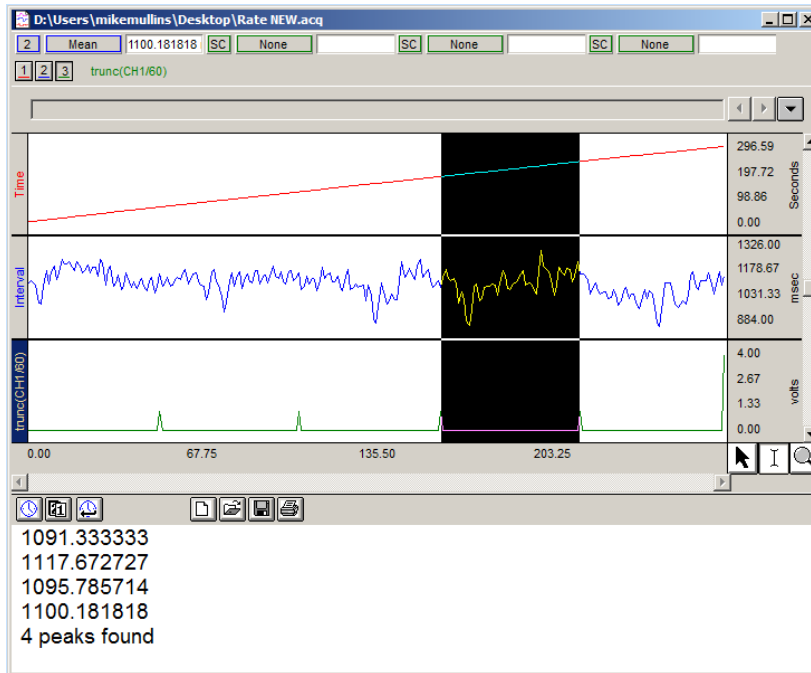 D:\Users\mikemullins\Desktop\Rate NEW.acq
2 Mean 1100.181818 SC None SC None SC None
1 2 3 trunc(CH1/60)
Time
296.59
197.72
98.86
0.00
Seconds
Interval
1326.00
1178.67
1031.33
884.00
msec
trunc(CH1/60)
4.00
2.67
1.33
0.00
volts
0.00 67.75 135.50 203.25
1091.333333
1117.672727
1095.785714
1100.181818
4 peaks found